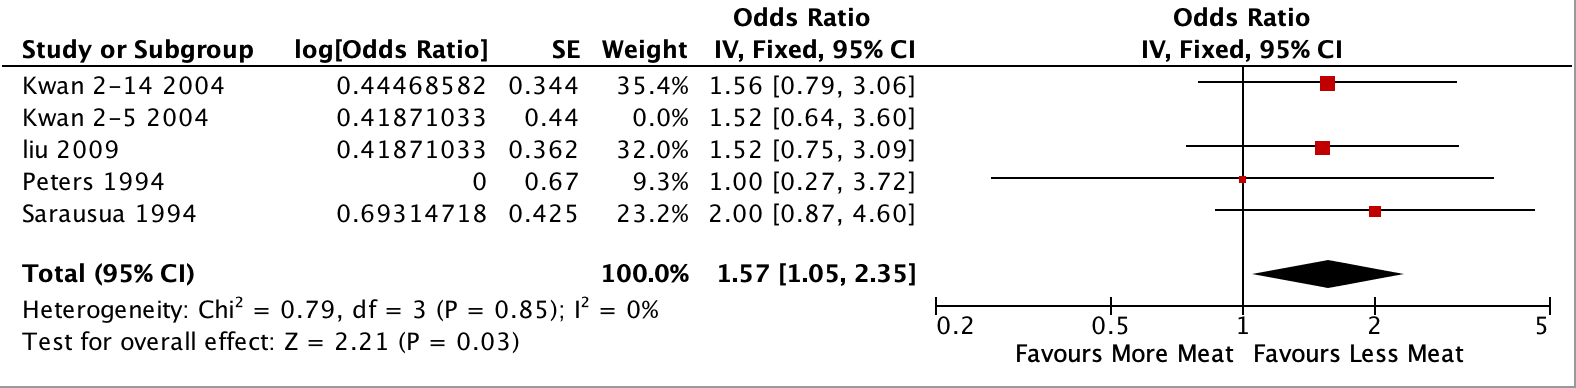 Odds Ratio Odds Ratio
Study or Subgroup log[Odds Ratio] SE Weight IV, Fixed, 95% CI IV, Fixed, 95% CI
Kwan 2-14 2004 0.44468582 0.344 35.4% 1.56 [0.79, 3.06]
Kwan 2-5 2004 0.41871033 0.44 0.0% 1.52 [0.64, 3.60]
liu 2009 0.41871033 0.362 32.0% 1.52 [0.75, 3.09]
Peters 1994 0 0.67 9.3% 1.00 [0.27, 3.72]
Sarausua 1994 0.69314718 0.425 23.2% 2.00 [0.87, 4.60]
Total (95% CI) 100.0% 1.57 [1.05, 2.35]
Heterogeneity: Chi² = 0.79, df = 3 (P = 0.85); I² = 0%
Test for overall effect: Z = 2.21 (P = 0.03)
0.2 0.5 1 2 5
Favours More Meat Favours Less Meat